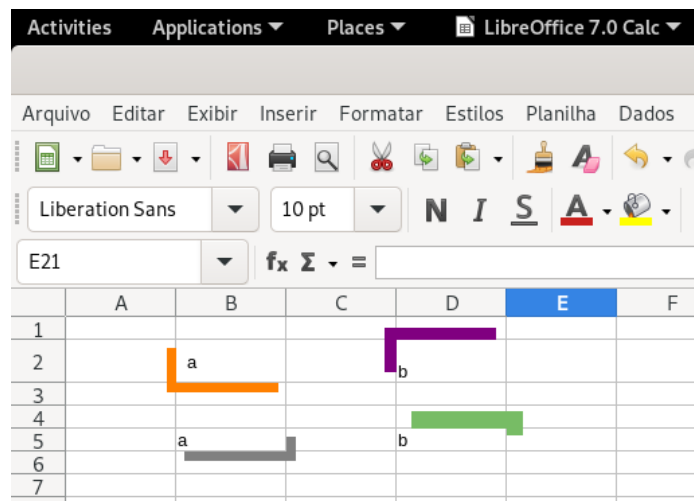 Activities Applications Places LibreOffice 7.0 Calc
Arquivo Editar Exibir Inserir Formatar Estilos Planilha Dados
Liberation Sans 10 pt N I S A
E21 fx Σ =
A B C D E F
1
2 a b
3
4
5 a b
6
7